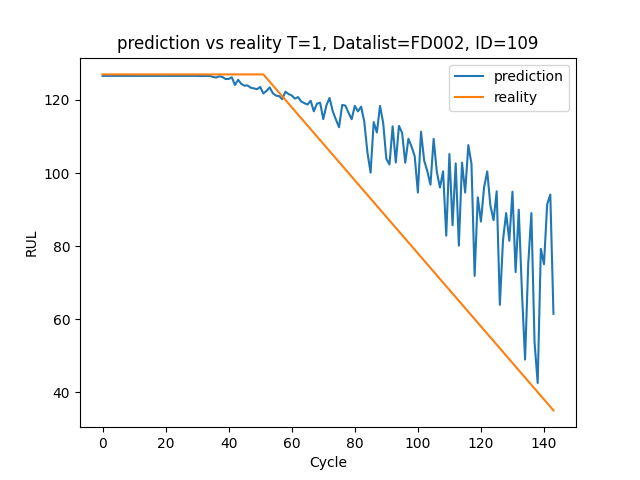 prediction vs reality T=1, Datalist=FD002, ID=109
prediction
reality
120
100
80
60
40
RUL
0 20 40 60 80 100 120 140
Cycle